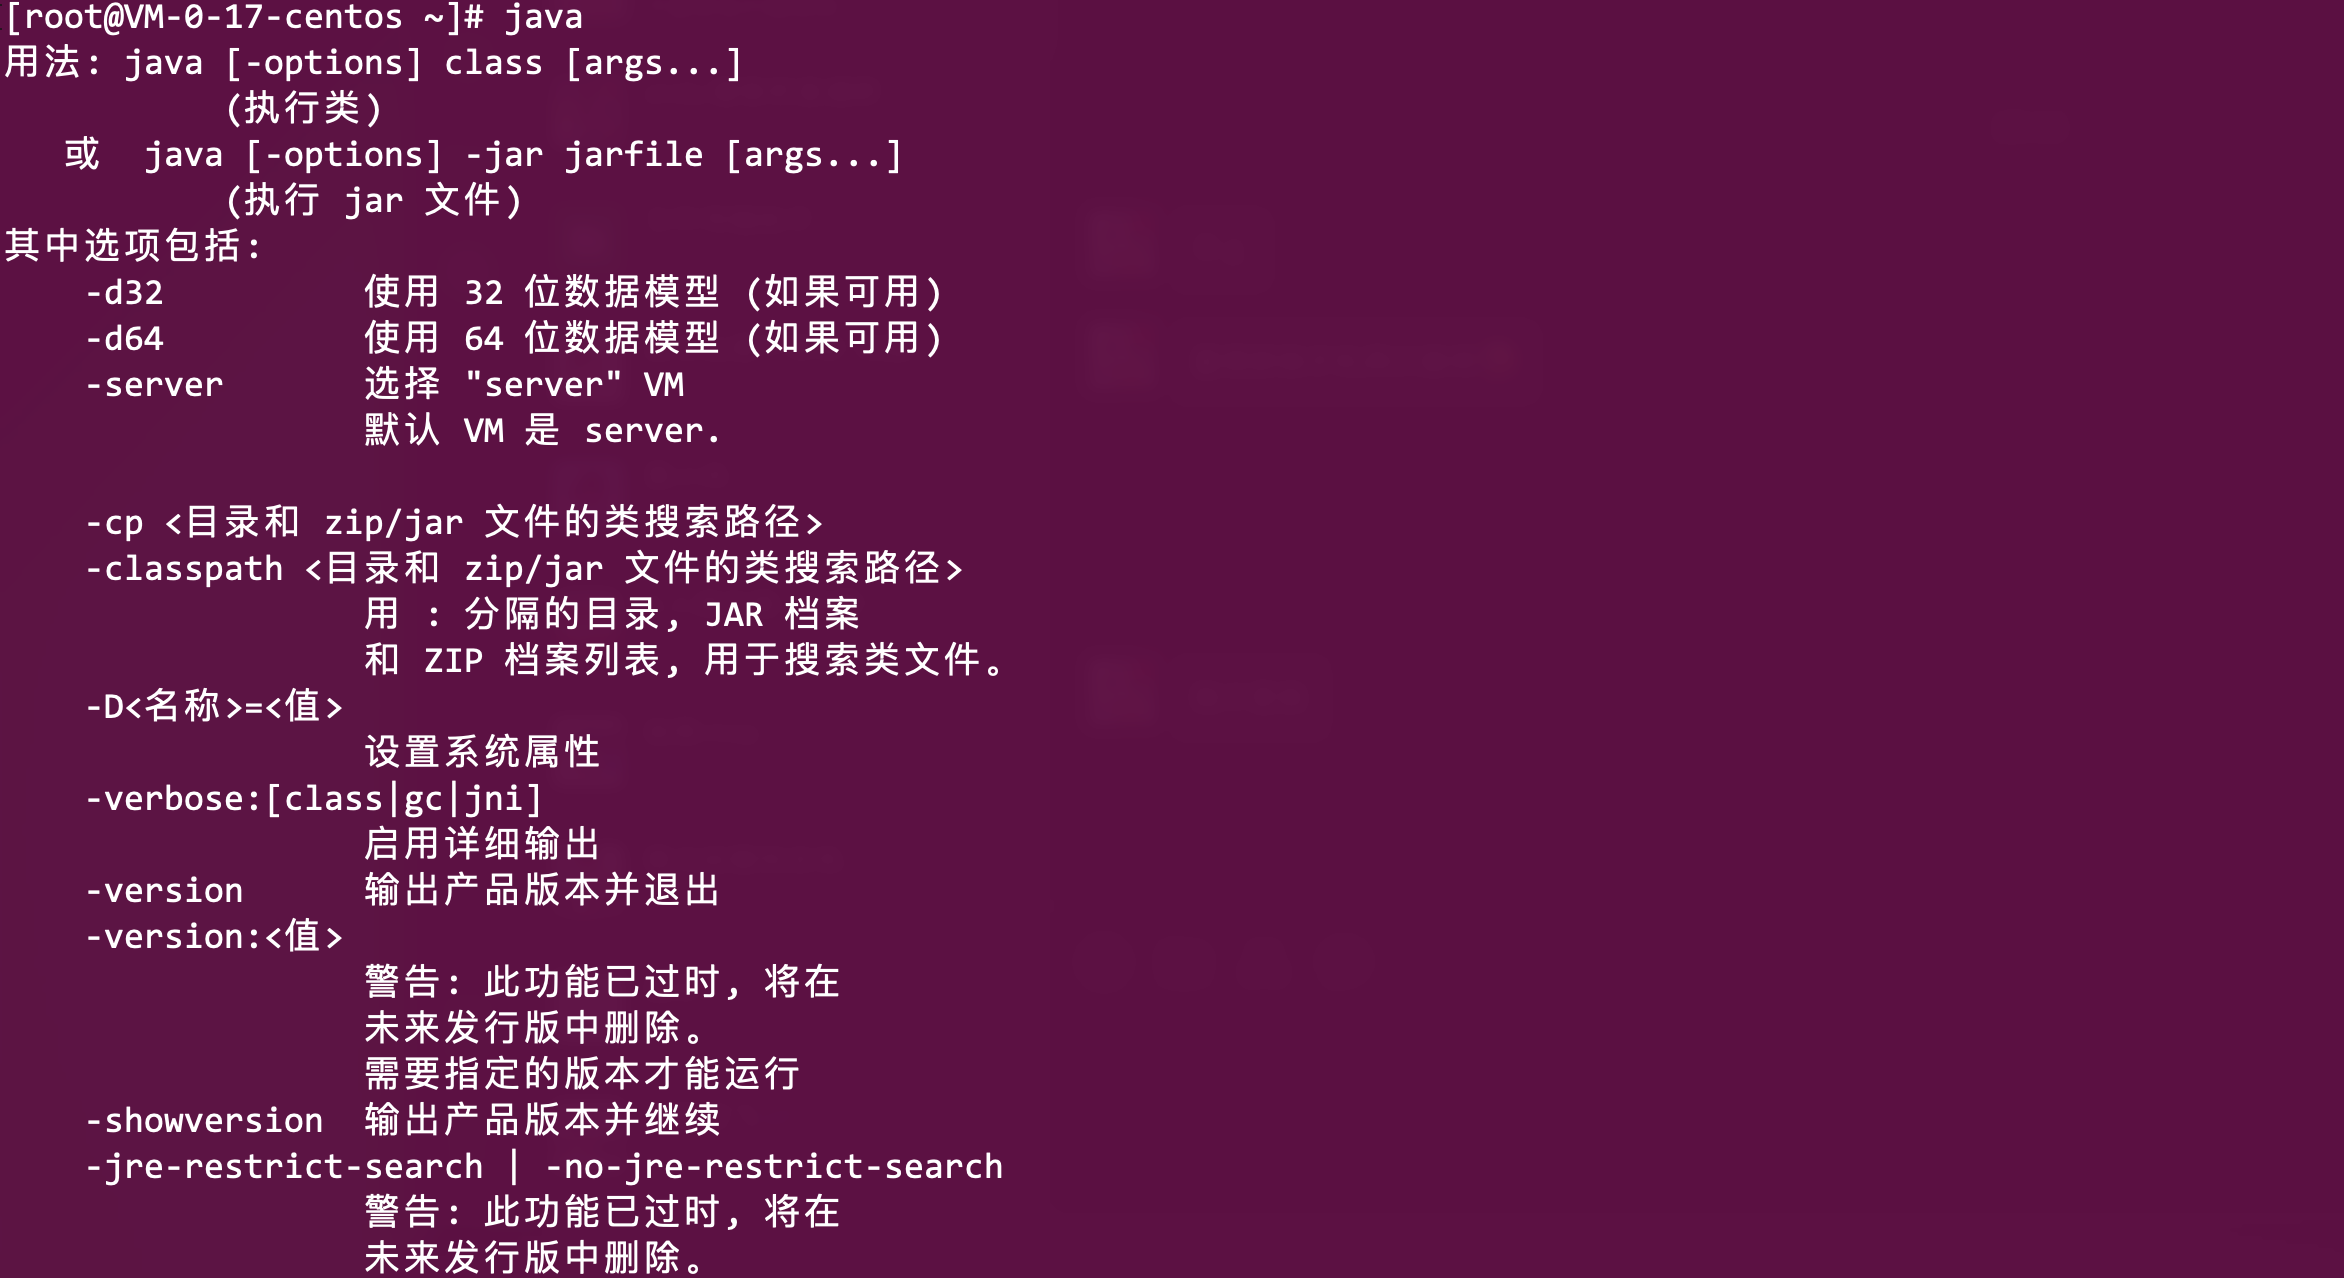 [root@VM-0-17-centos ~]# java
用法: java [-options] class [args...]
(执行类)
或  java [-options] -jar jarfile [args...]
(执行 jar 文件)
其中选项包括:
-d32 使用 32 位数据模型 (如果可用)
-d64 使用 64 位数据模型 (如果可用)
-server 选择 "server" VM
默认 VM 是 server.
-cp <目录和 zip/jar 文件的类搜索路径>
-classpath <目录和 zip/jar 文件的类搜索路径>
用 : 分隔的目录, JAR 档案
和 ZIP 档案列表, 用于搜索类文件。
-D<名称>=<值>
设置系统属性
-verbose:[class|gc|jni]
启用详细输出
-version 输出产品版本并退出
-version:<值>
警告: 此功能已过时, 将在
未来发行版中删除。
需要指定的版本才能运行
-showversion 输出产品版本并继续
-jre-restrict-search | -no-jre-restrict-search
警告: 此功能已过时, 将在
未来发行版中删除。